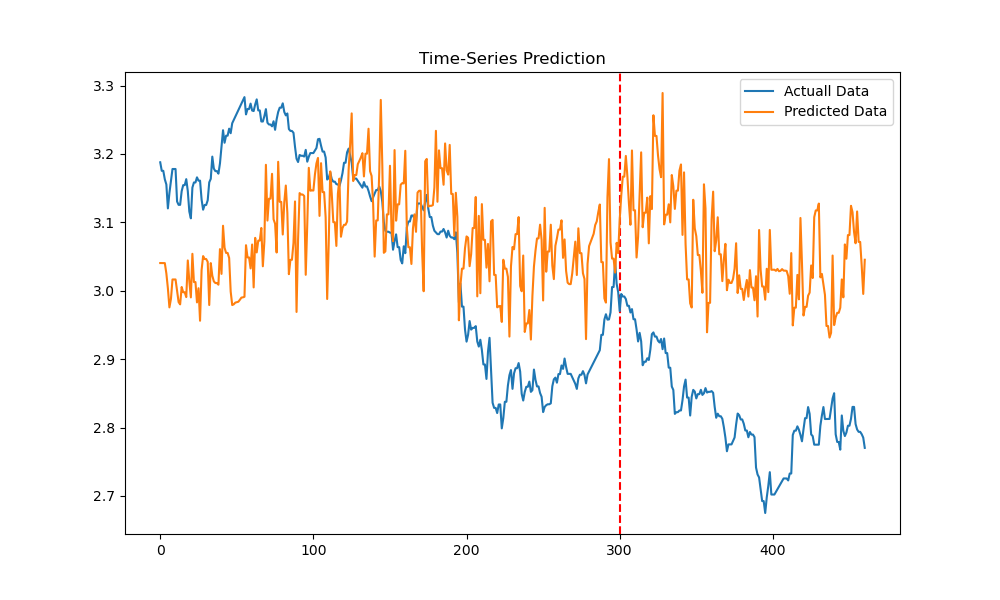 Time-Series Prediction
Actuall Data
Predicted Data
3.3
3.2
3.1
3.0
2.9
2.8
2.7
0 100 200 300 400